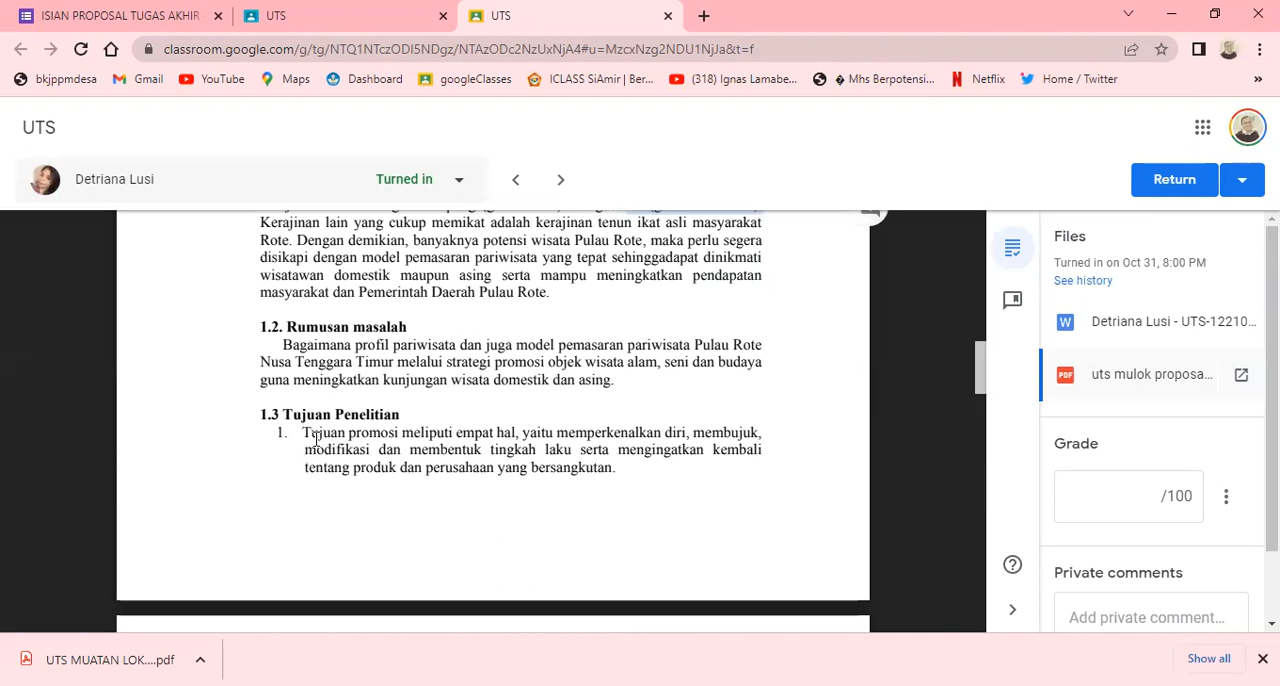 ISIAN PROPOSAL TUGAS AKHIR -
UTS
UTS
classroom.google.com/g/tg/NTQ1NTczODI5NDgz/NTAzODc2NzUxNjA4#u=MzcxNzg2NDU1NjJa&t=f
bkjppmdesa
Gmail
YouTube
Maps
Dashboard
googleClasses
ICLASS SiAmir | Ber...
(318) Ignas Lamabe...
� Mhs Berpotensi...
Netflix
Home / Twitter
»
UTS
Detriana Lusi
Turned in
Return
Kerajinan lain yang cukup memikat adalah kerajinan tenun ikat asli masyarakat
Rote. Dengan demikian, banyaknya potensi wisata Pulau Rote, maka perlu segera
disikapi dengan model pemasaran pariwisata yang tepat sehinggadapat dinikmati
wisatawan domestik maupun asing serta mampu meningkatkan pendapatan
masyarakat dan Pemerintah Daerah Pulau Rote.
1.2. Rumusan masalah
Bagaimana profil pariwisata dan juga model pemasaran pariwisata Pulau Rote
Nusa Tenggara Timur melalui strategi promosi objek wisata alam, seni dan budaya
guna meningkatkan kunjungan wisata domestik dan asing.
1.3 Tujuan Penelitian
1. Tujuan promosi meliputi empat hal, yaitu memperkenalkan diri, membujuk,
modifikasi dan membentuk tingkah laku serta mengingatkan kembali
tentang produk dan perusahaan yang bersangkutan.
Files
Turned in on Oct 31, 8:00 PM
See history
W
Detriana Lusi - UTS-12210...
PDF
uts mulok proposa...
Grade
/100
Private comments
Add private comment...
UTS MUATAN LOK....pdf
Show all